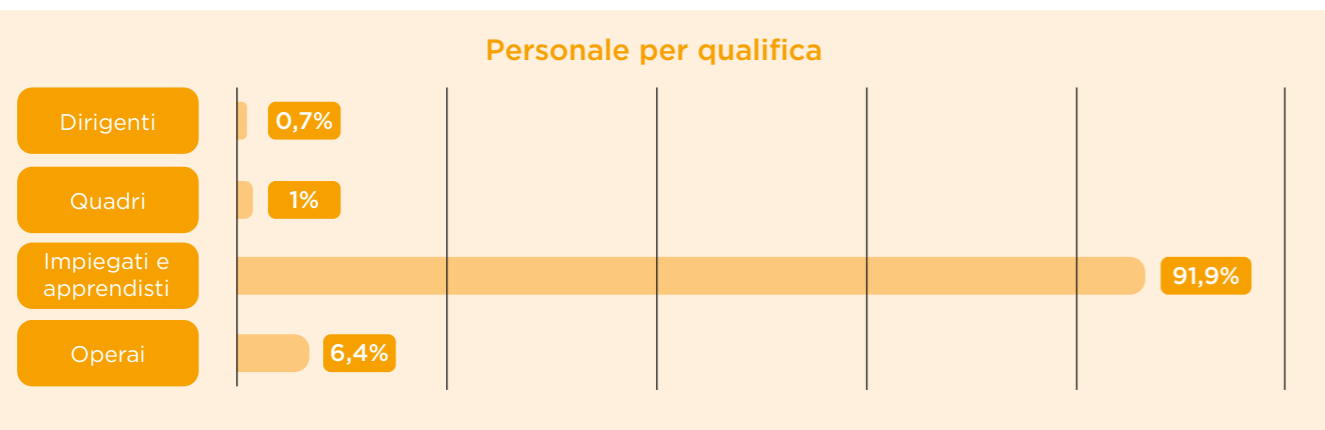 Personale per qualifica
Dirigenti
0,7%
Quadri
1%
Impiegati e
apprendisti
91,9%
Operai
6,4%